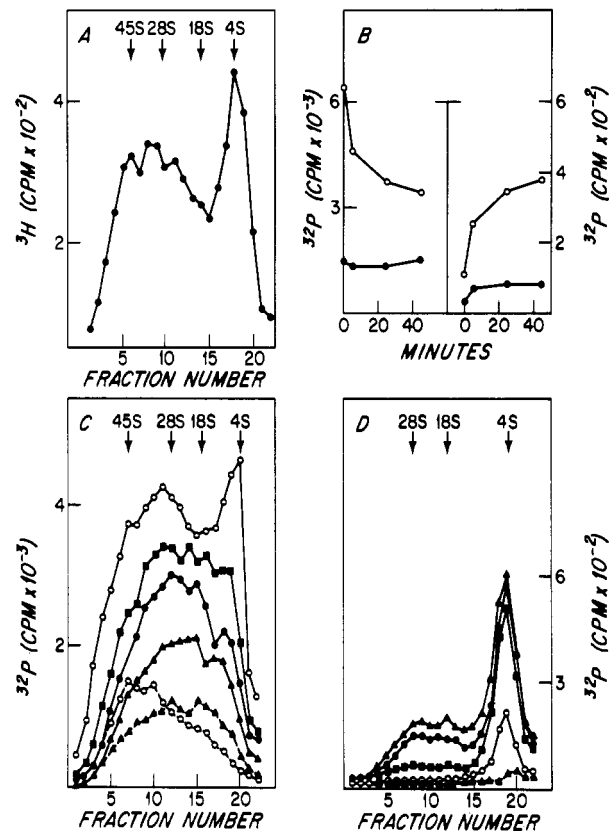 A
45S 28S 18S 4S
4
2
³H (CPM x 10⁻²)
5 10 15 20
FRACTION NUMBER
B
6
3
³²P (CPM x 10⁻³)
6
4
2
³²P (CPM x 10⁻²)
0 20 40 0 20 40
MINUTES
C
45S 28S 18S 4S
4
2
³²P (CPM x 10⁻³)
5 10 15 20
FRACTION NUMBER
D
28S 18S 4S
6
3
³²P (CPM x 10⁻²)
5 10 15 20
FRACTION NUMBER